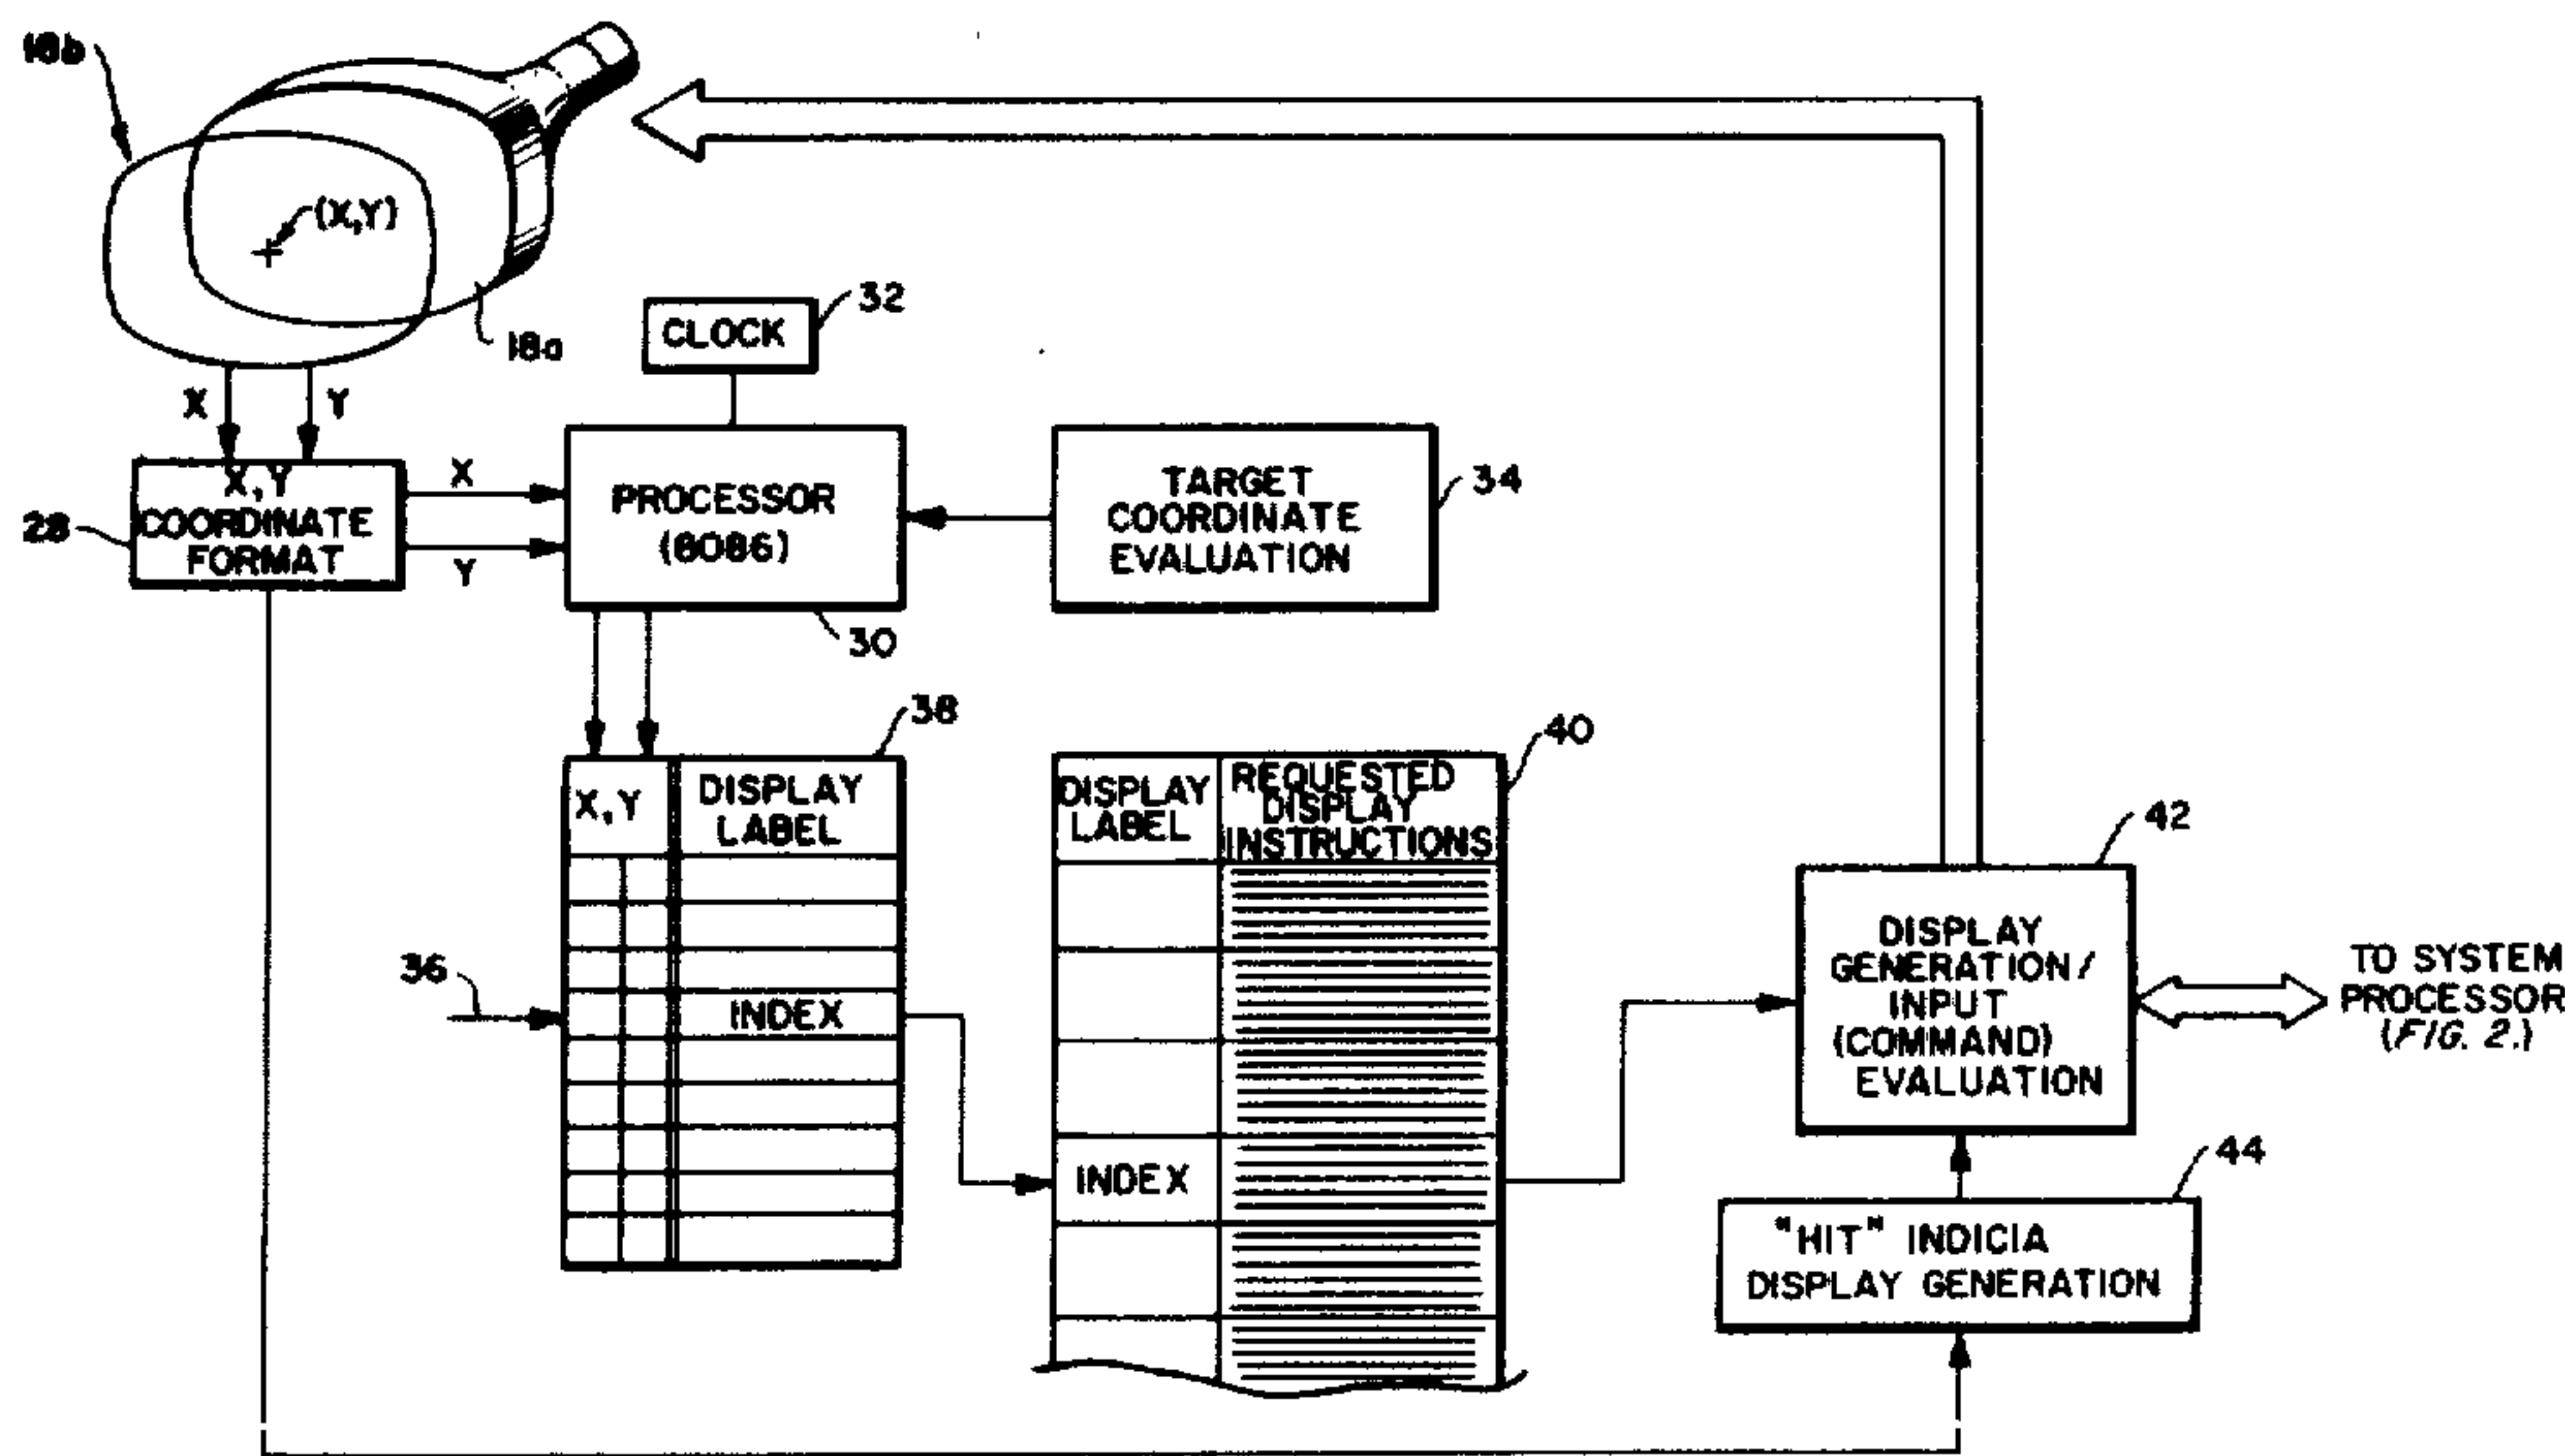 18b
(X,Y)
18a
X
Y
CLOCK
32
X,Y
COORDINATE
FORMAT
28
X
Y
PROCESSOR
(8086)
30
TARGET
COORDINATE
EVALUATION
34
38
X,Y
DISPLAY
LABEL
36
INDEX
40
DISPLAY
LABEL
REQUESTED
DISPLAY
INSTRUCTIONS
INDEX
42
DISPLAY
GENERATION/
INPUT
(COMMAND)
EVALUATION
TO SYSTEM
PROCESSOR
(FIG. 2.)
44
"HIT" INDICIA
DISPLAY GENERATION